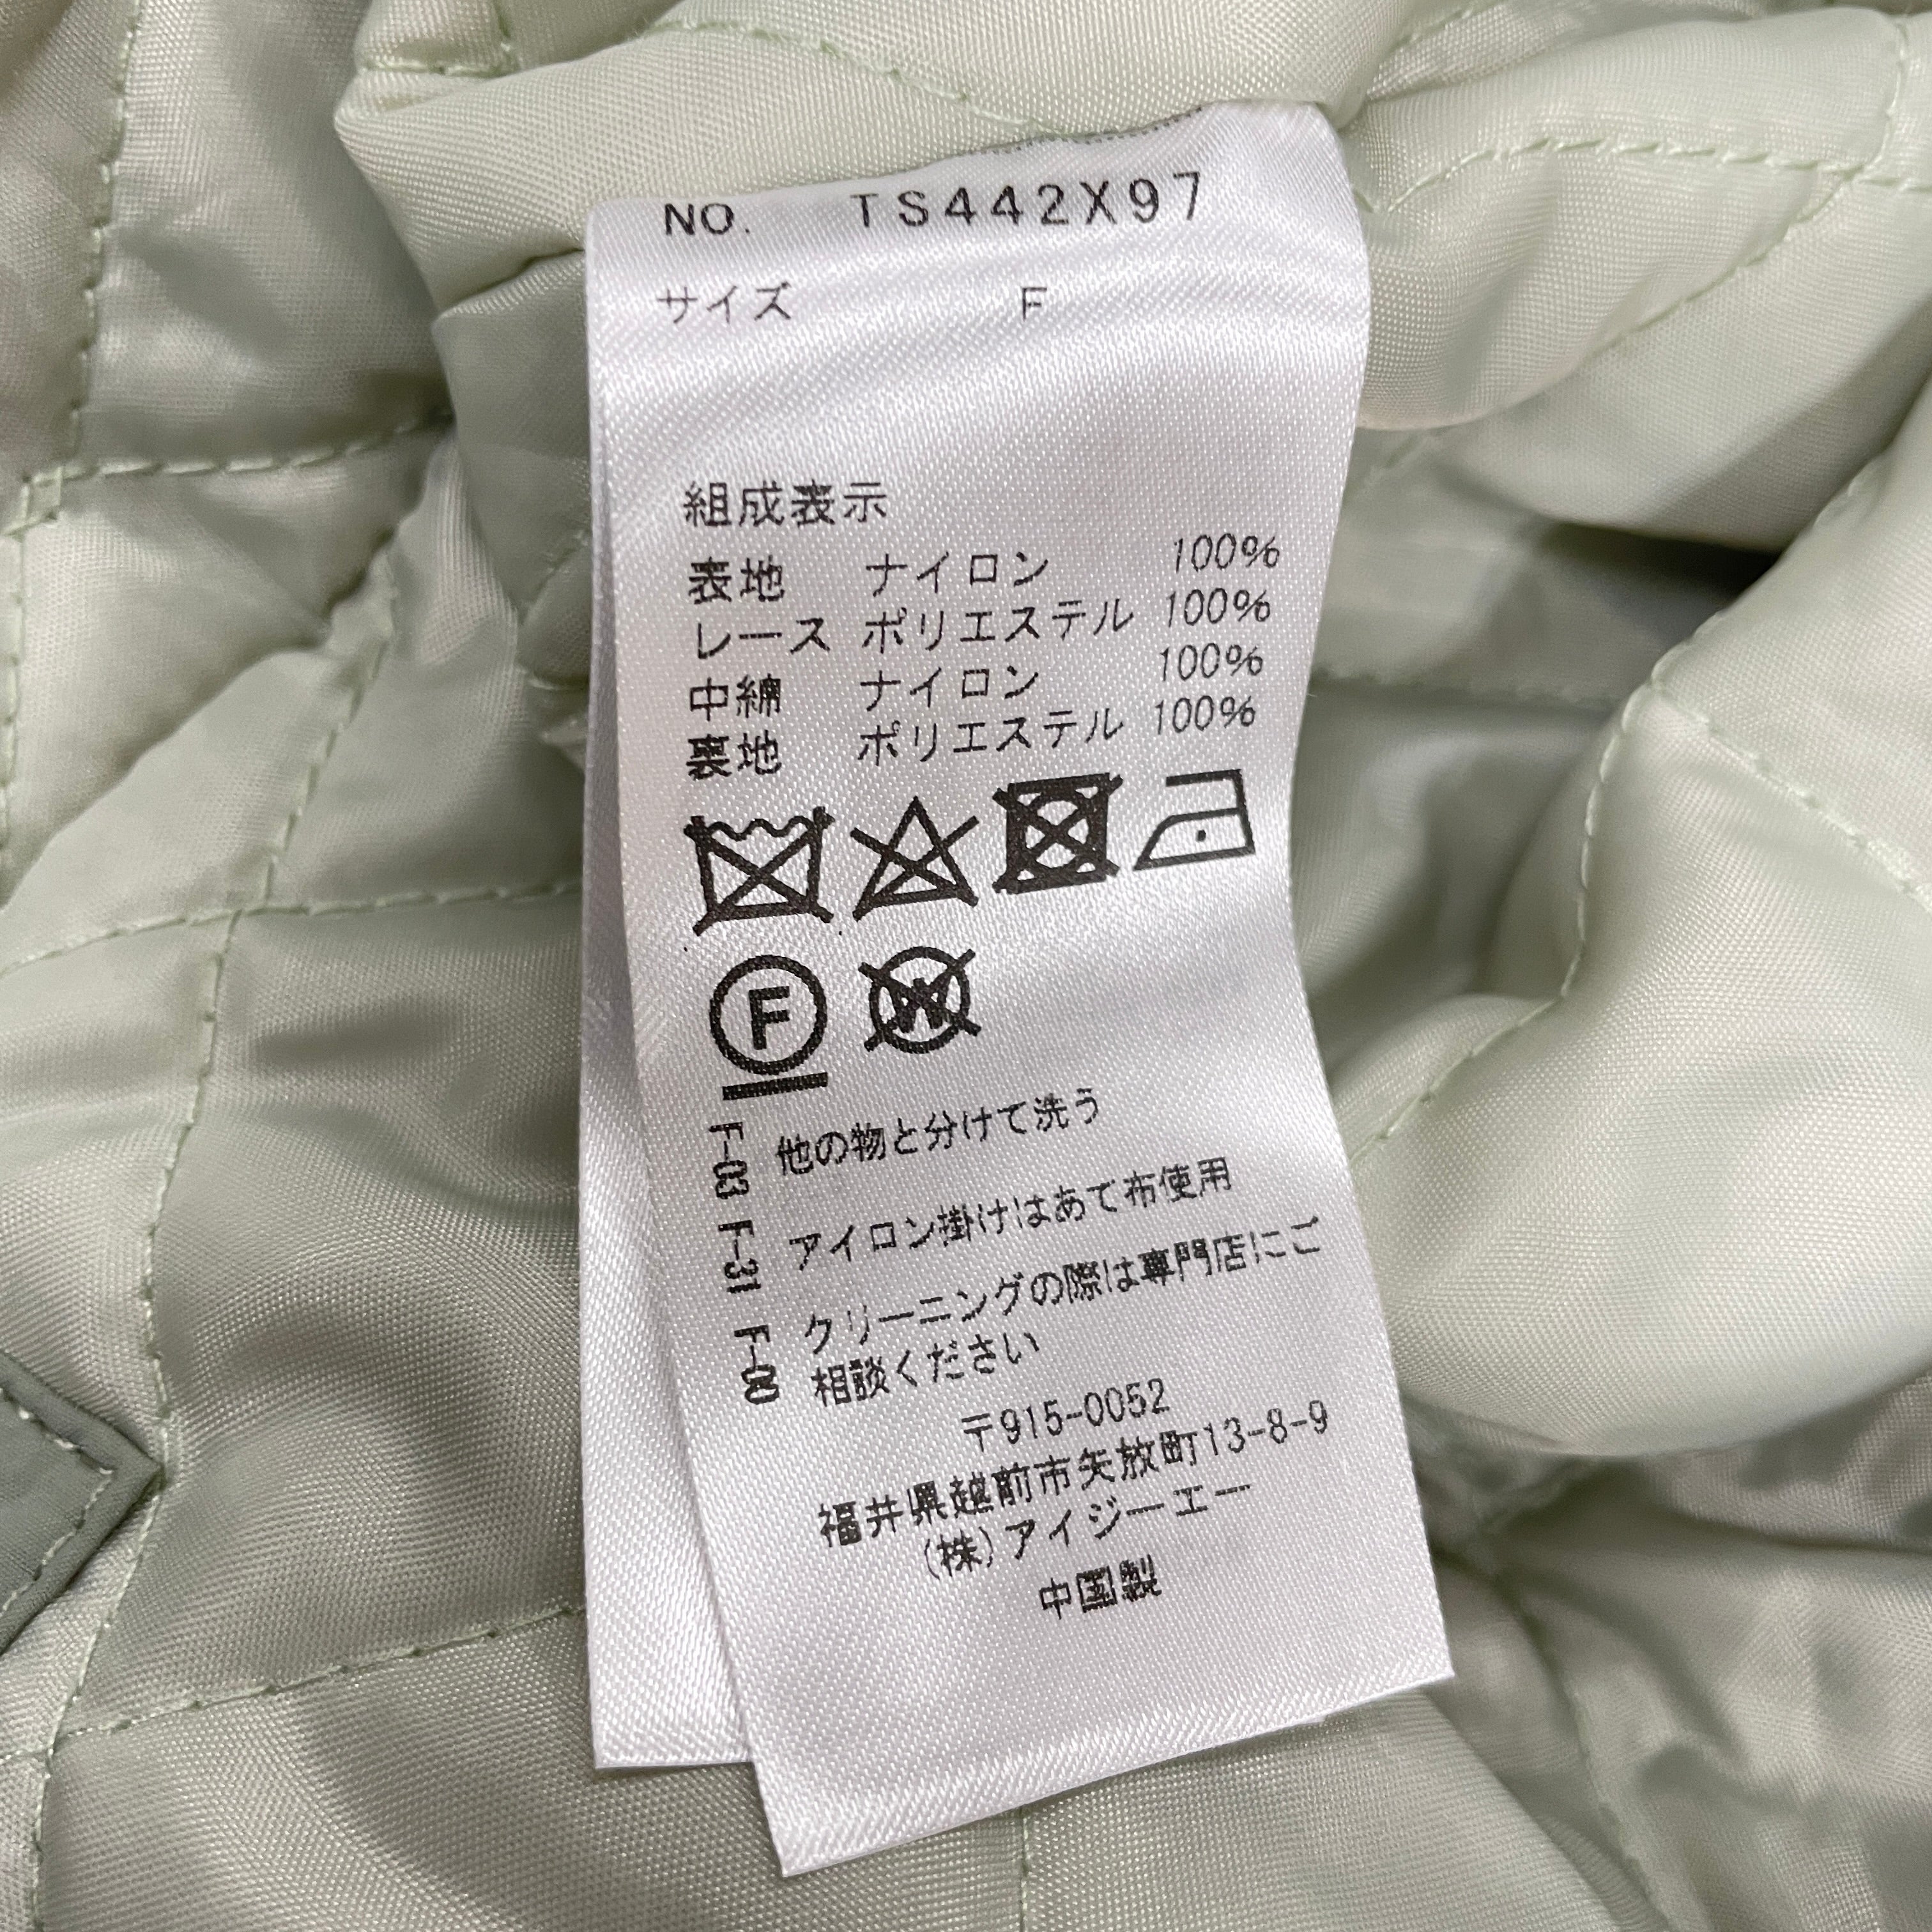 NO. TS442X97
サイズ F
組成表示
表地 ナイロン 100%
レース ポリエステル 100%
中綿 ナイロン 100%
裏地 ポリエステル 100%
F
W
F-03 他の物と分けて洗う
F-31 アイロン掛けはあて布使用
クリーニングの際は専門店にご
相談ください
〒915-0052
福井県越前市矢放町13-8-9
(株)アイジーエー
中国製